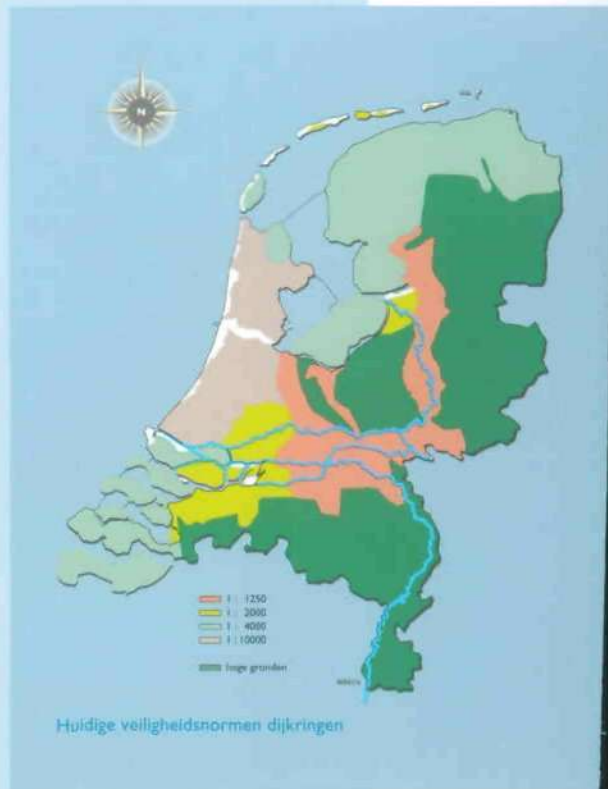 N
1 : 1250
1 : 2000
1 : 4000
1 : 10000
hoge gronden
Huidige veiligheidsnormen dijkringen